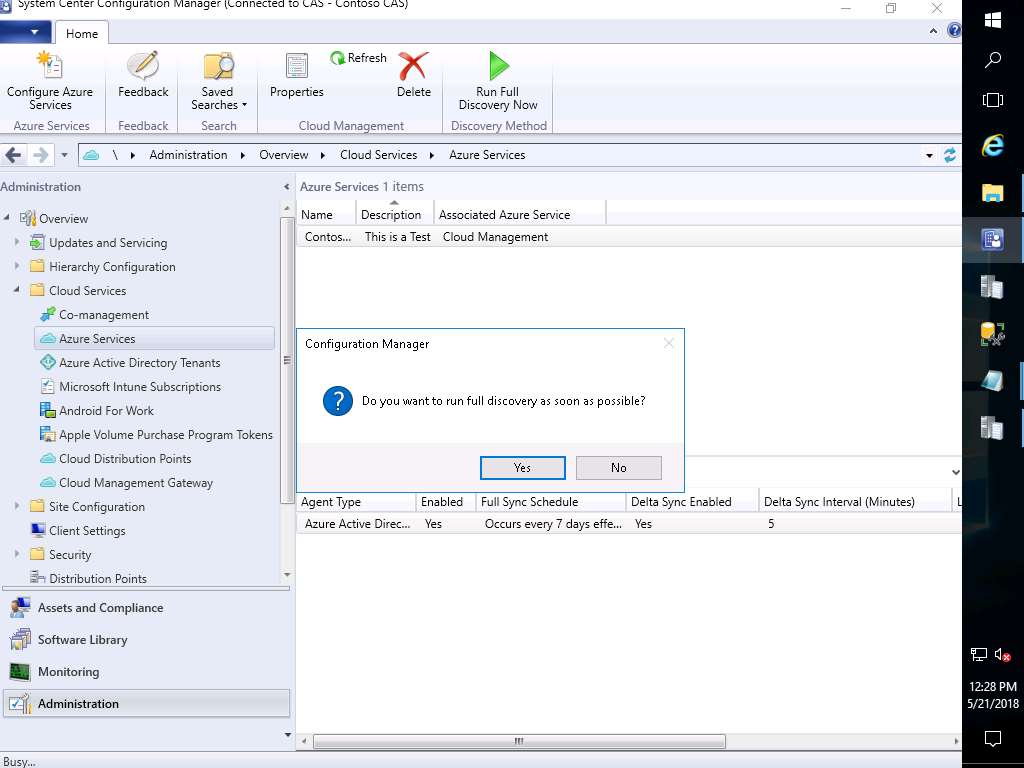 System Center Configuration Manager (Connected to CAS - Contoso CAS)
Home
Configure Azure
Services
Azure Services
Feedback
Feedback
Saved
Searches
Search
Properties
Refresh
Delete
Cloud Management
Run Full
Discovery Now
Discovery Method
\ Administration Overview Cloud Services Azure Services
Administration
Overview
Updates and Servicing
Hierarchy Configuration
Cloud Services
Co-management
Azure Services
Azure Active Directory Tenants
Microsoft Intune Subscriptions
Android For Work
Apple Volume Purchase Program Tokens
Cloud Distribution Points
Cloud Management Gateway
Site Configuration
Client Settings
Security
Distribution Points
Assets and Compliance
Software Library
Monitoring
Administration
Busy...
Azure Services 1 items
Name Description Associated Azure Service
Contos... This is a Test Cloud Management
Configuration Manager
Do you want to run full discovery as soon as possible?
Yes No
Agent Type Enabled Full Sync Schedule Delta Sync Enabled Delta Sync Interval (Minutes) L
Azure Active Direc... Yes Occurs every 7 days effe... Yes 5
12:28 PM
5/21/2018